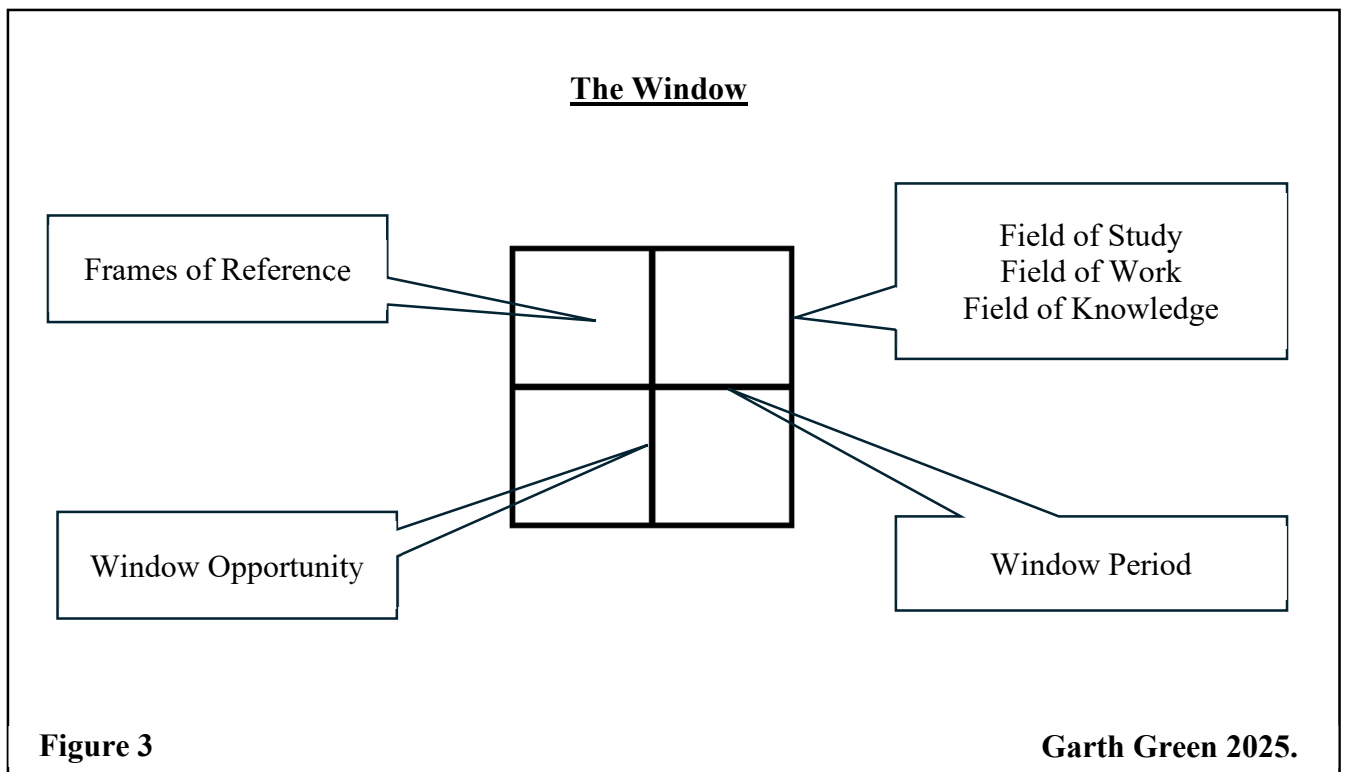 The Window
Frames of Reference
Field of Study
Field of Work
Field of Knowledge
Window Opportunity
Window Period
Figure 3
Garth Green 2025.